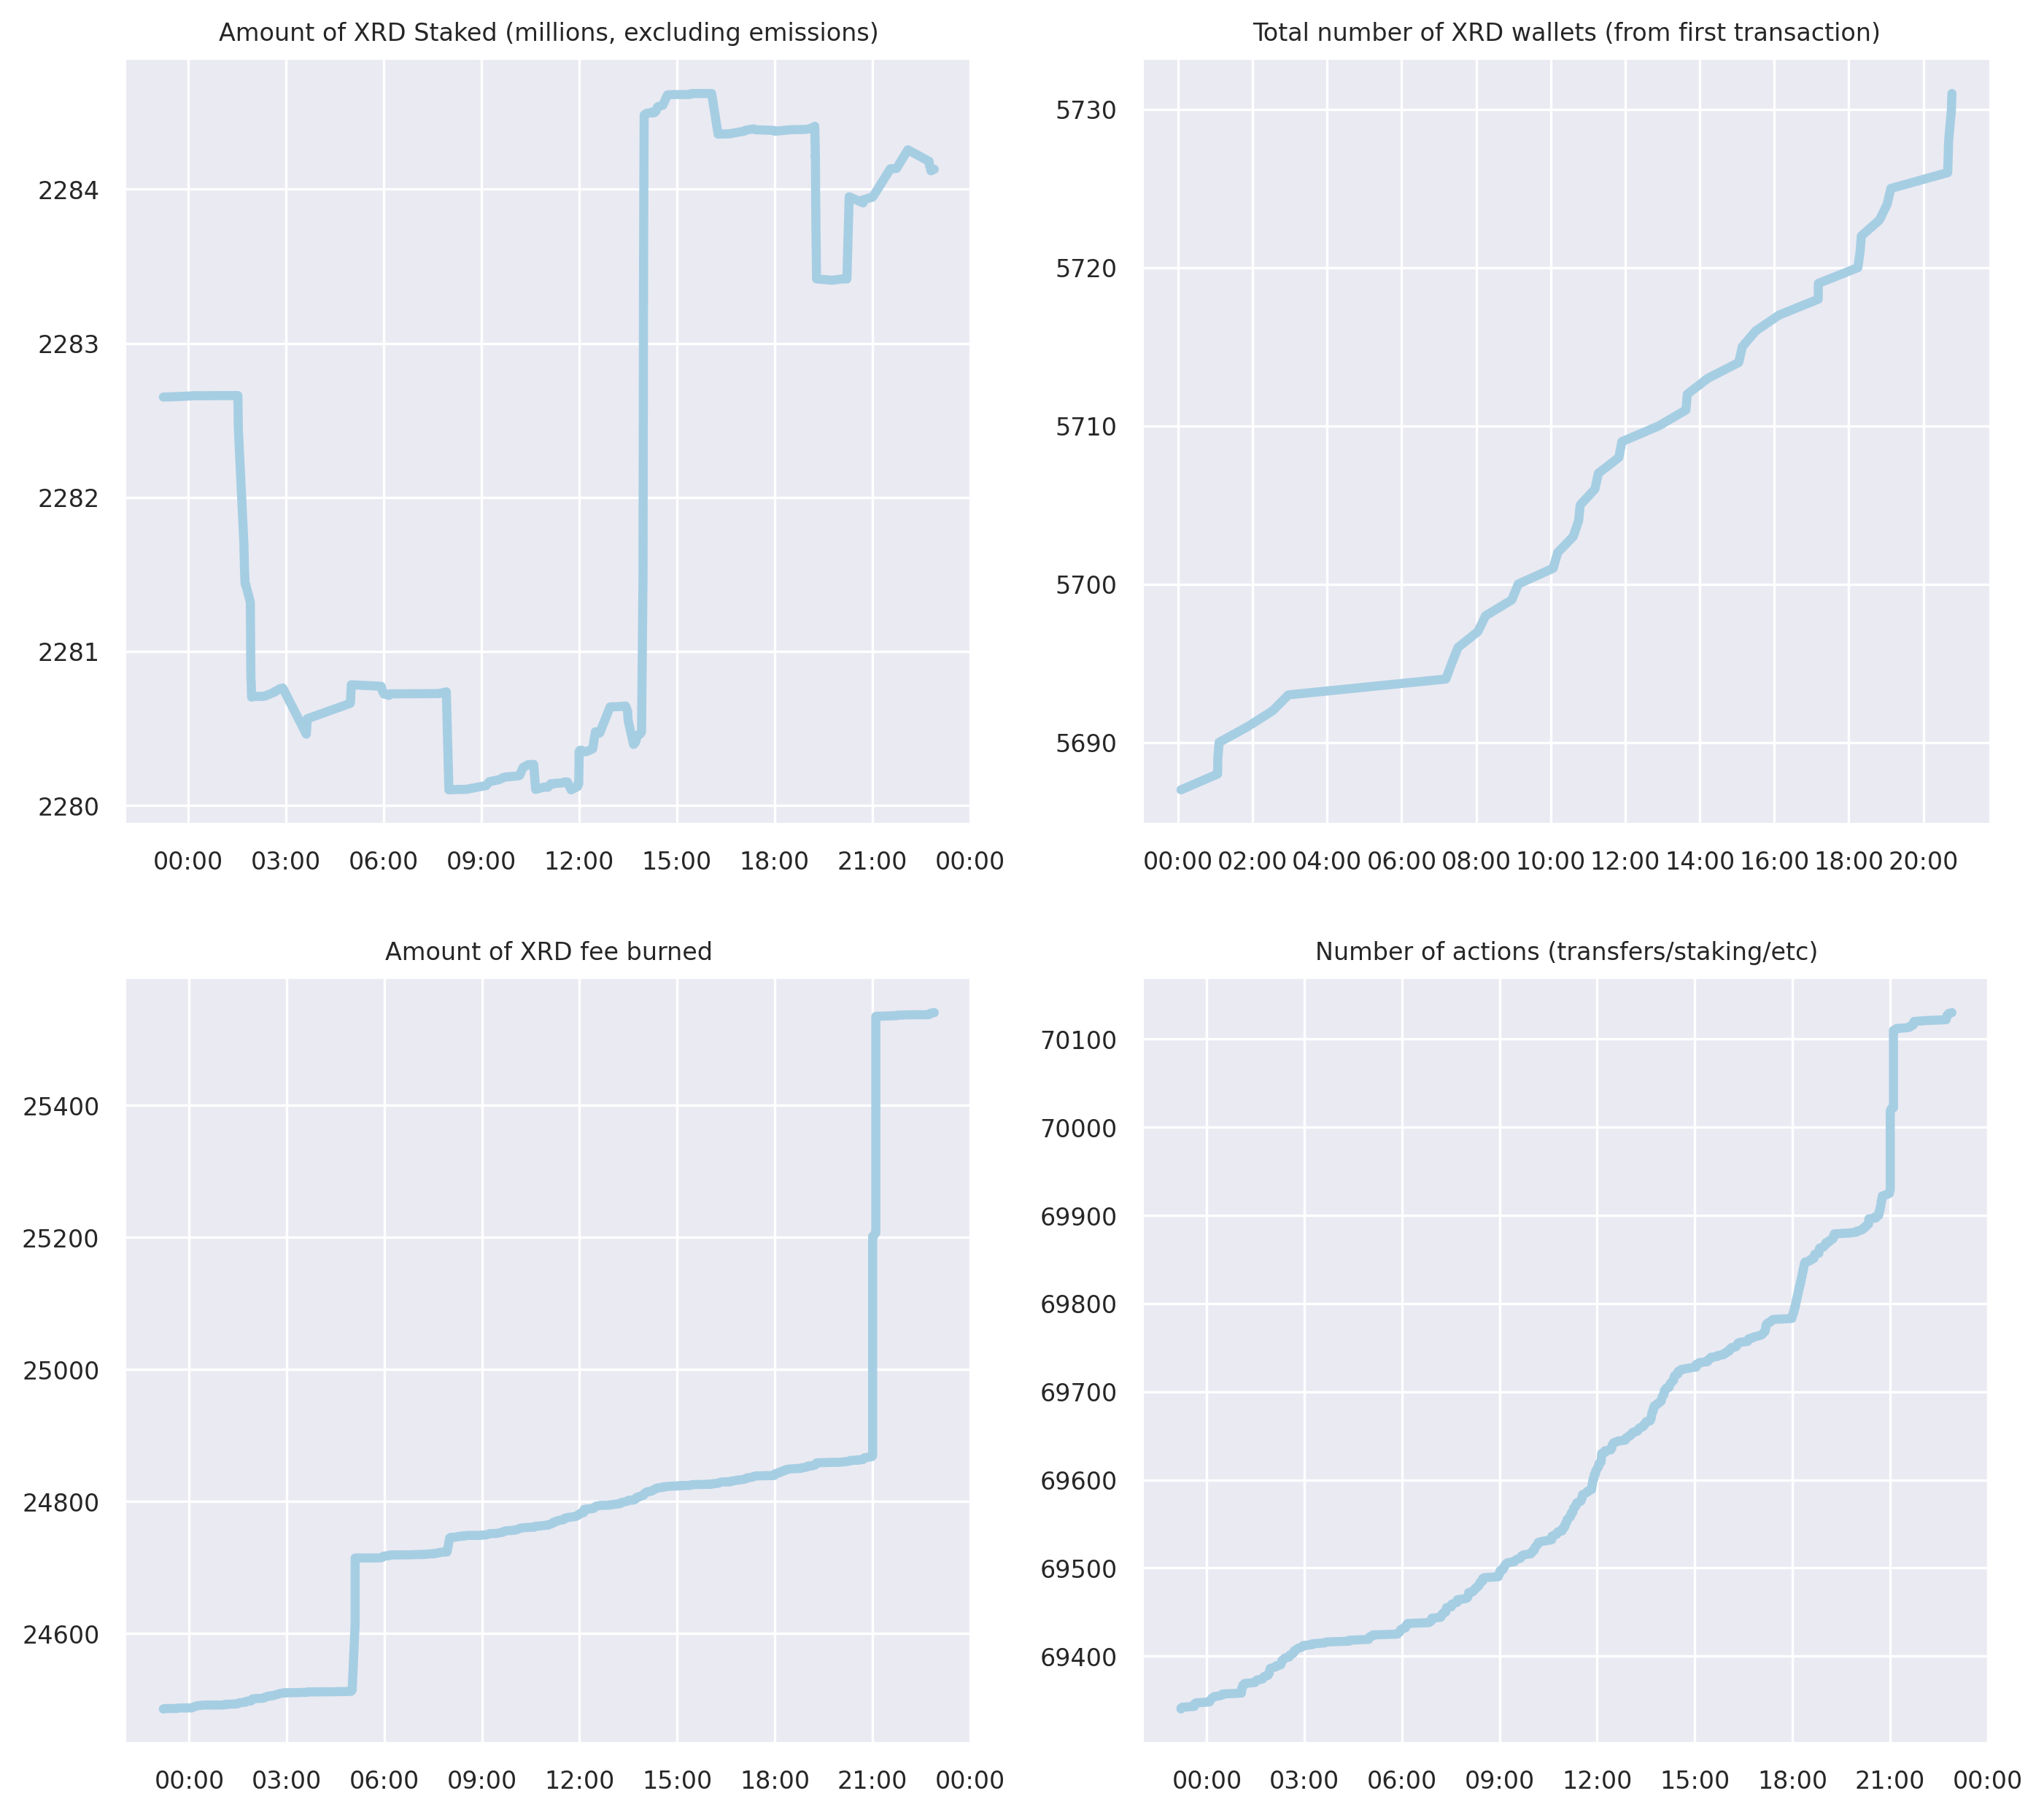 Amount of XRD Staked (millions, excluding emissions)
2284
2283
2282
2281
2280
00:00 03:00 06:00 09:00 12:00 15:00 18:00 21:00 00:00
Total number of XRD wallets (from first transaction)
5730
5720
5710
5700
5690
00:00 02:00 04:00 06:00 08:00 10:00 12:00 14:00 16:00 18:00 20:00
Amount of XRD fee burned
25400
25200
25000
24800
24600
00:00 03:00 06:00 09:00 12:00 15:00 18:00 21:00 00:00
Number of actions (transfers/staking/etc)
70100
70000
69900
69800
69700
69600
69500
69400
00:00 03:00 06:00 09:00 12:00 15:00 18:00 21:00 00:00